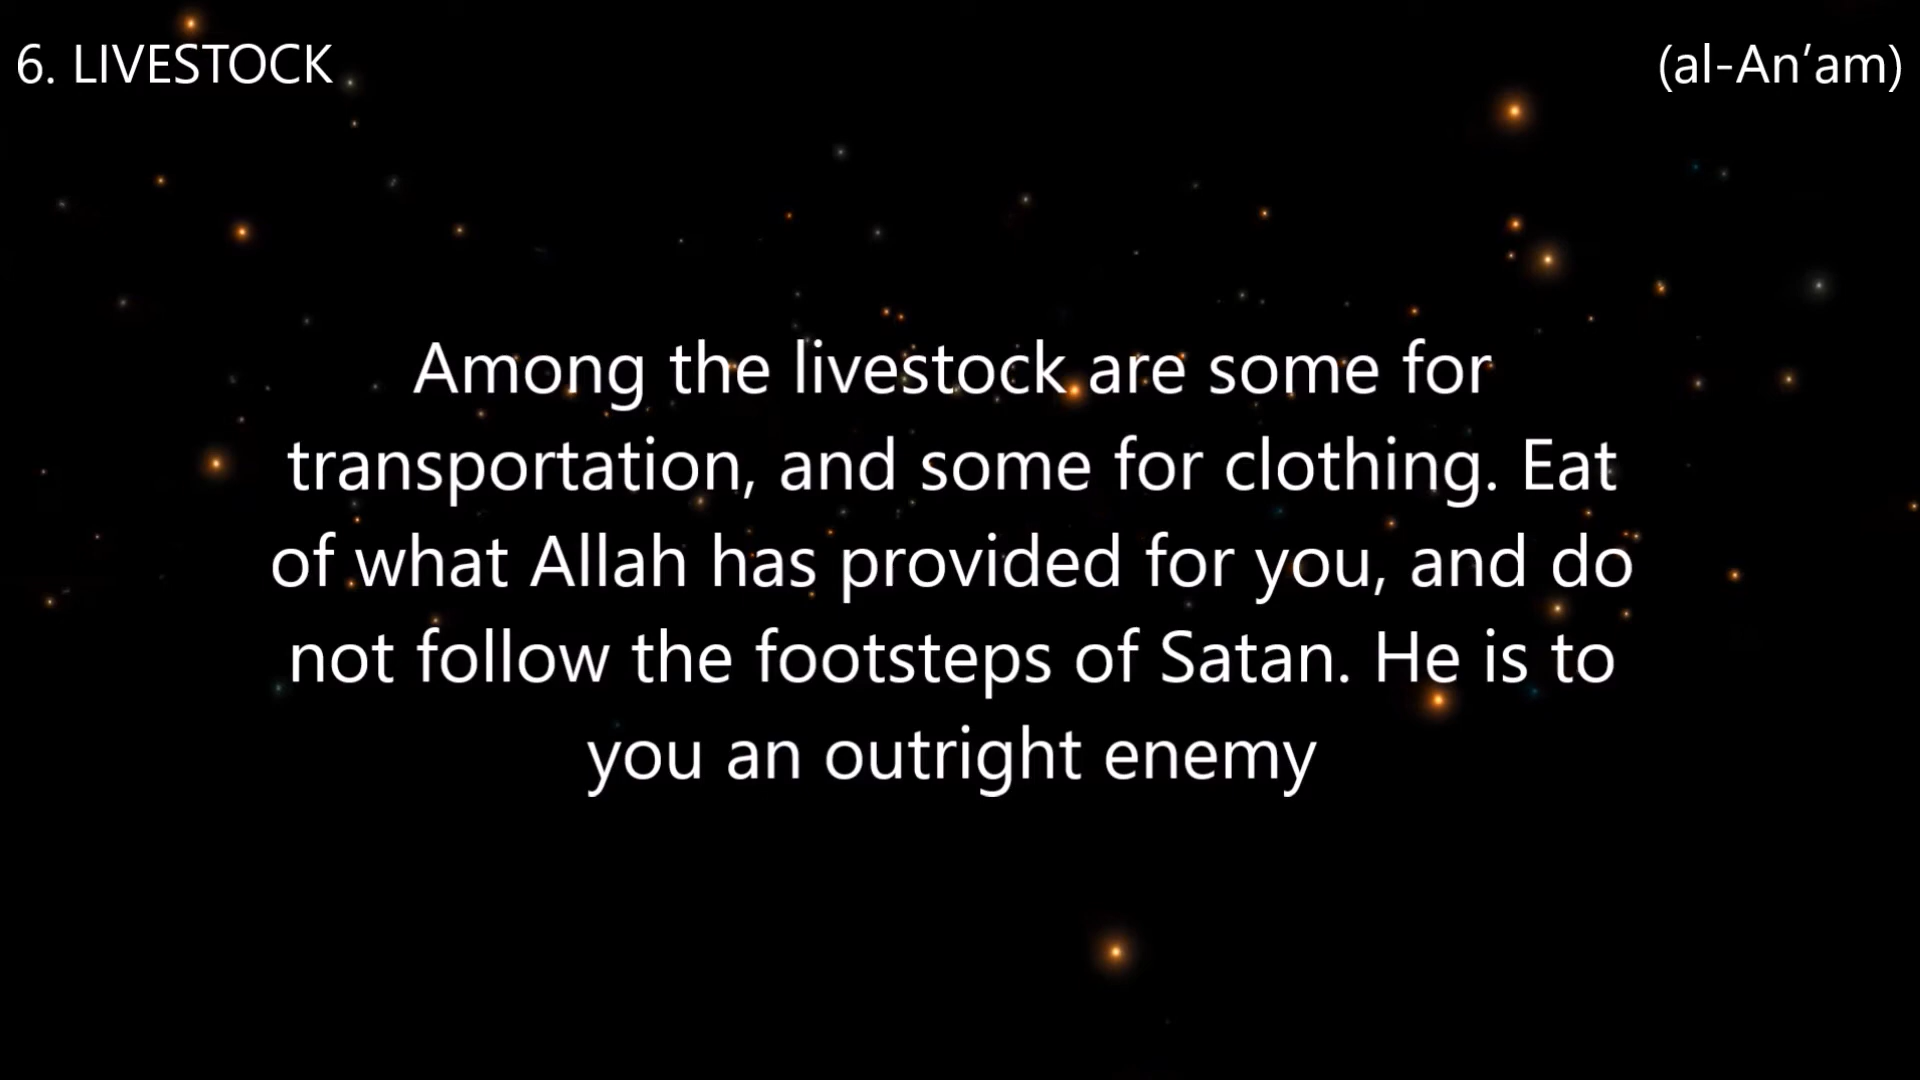 6. LIVESTOCK
(al-An’am)
Among the livestock are some for
transportation, and some for clothing. Eat
of what Allah has provided for you, and do
not follow the footsteps of Satan. He is to
you an outright enemy